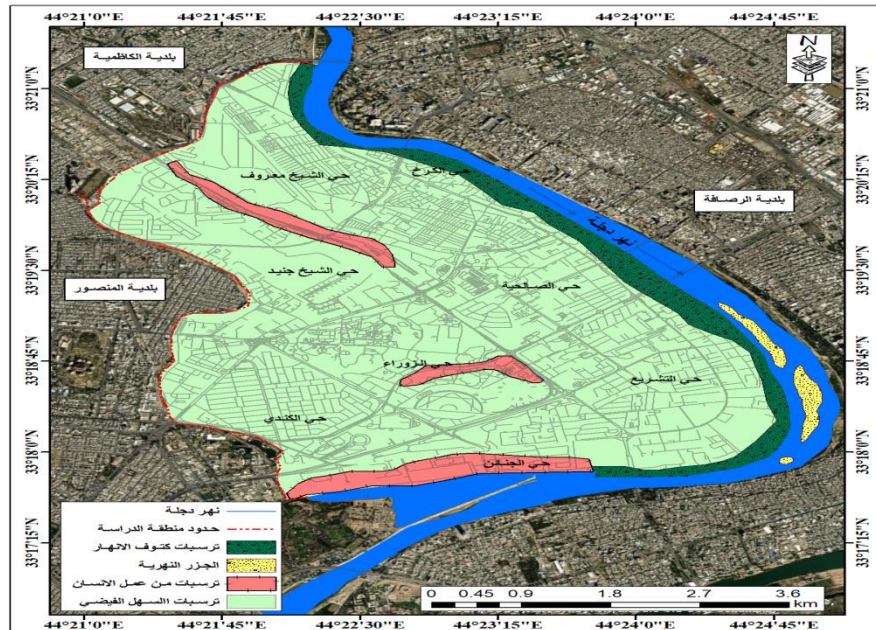 44°21'0"E 44°21'45"E 44°22'30"E 44°23'15"E 44°24'0"E 44°24'45"E
بلدية الكاظمية
N
33°21'0"N 33°21'0"N
حي الكرخ
حي الشيخ معروف
33°20'15"N 33°20'15"N
بلدية الرصافة
نهر دجلة
حي الشيخ جنيد
33°19'30"N 33°19'30"N
بلدية المنصور
حي الصالحية
حي الزوراء
33°18'45"N 33°18'45"N
حي التشريع
حي الكندي
33°18'0"N 33°18'0"N
حي الجنائن
نهر دجلة
حدود منطقة الدراسة
33°17'15"N 33°17'15"N
ترسبات كتوف الانهار
الجزر النهرية
ترسبات من عمل الانسان
ترسبات االسهل الفيضي
0 0.45 0.9 1.8 2.7 3.6
km
44°21'0"E 44°21'45"E 44°22'30"E 44°23'15"E 44°24'0"E 44°24'45"E